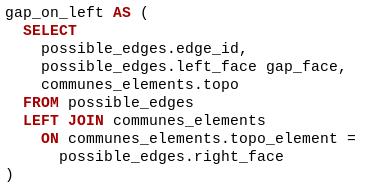 gap_on_left AS (
  SELECT
    possible_edges.edge_id,
    possible_edges.left_face gap_face,
    communes_elements.topo
  FROM possible_edges
  LEFT JOIN communes_elements
    ON communes_elements.topo_element =
      possible_edges.right_face
)